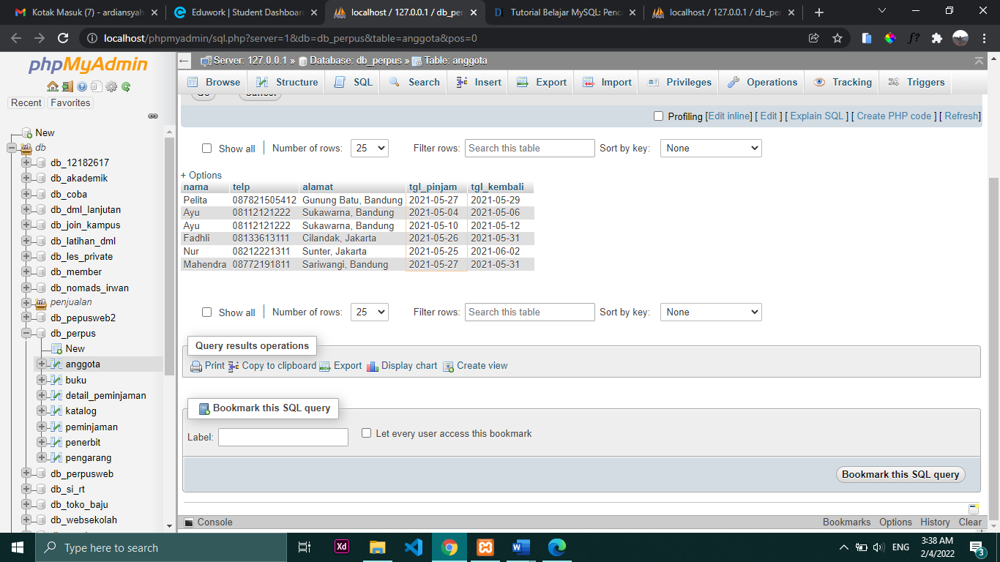 Kotak Masuk (7) - ardiansyah
Eduwork | Student Dashboard
localhost / 127.0.0.1 / db_per
Tutorial Belajar MySQL: Penca
localhost / 127.0.0.1 / db_per
localhost/phpmyadmin/sql.php?server=1&db=db_perpus&table=anggota&pos=0
phpMyAdmin
Recent Favorites
New
db
db_12182617
db_akademik
db_coba
db_dml_lanjutan
db_join_kampus
db_latihan_dml
db_les_private
db_member
db_nomads_irwan
penjualan
db_pepusweb2
db_perpus
New
anggota
buku
detail_peminjaman
katalog
peminjaman
penerbit
pengarang
db_perpusweb
db_si_rt
db_toko_baju
db_websekolah
Server: 127.0.0.1 » Database: db_perpus » Table: anggota
Browse Structure SQL Search Insert Export Import Privileges Operations Tracking Triggers
Go Cancel
Profiling [Edit inline] [ Edit ] [ Explain SQL ] [ Create PHP code ] [ Refresh]
Show all | Number of rows: 25 Filter rows: Search this table Sort by key: None
+ Options
nama telp alamat tgl_pinjam tgl_kembali
Pelita 087821505412 Gunung Batu, Bandung 2021-05-27 2021-05-29
Ayu 08112121222 Sukawarna, Bandung 2021-05-04 2021-05-06
Ayu 08112121222 Sukawarna, Bandung 2021-05-10 2021-05-12
Fadhli 08133613111 Cilandak, Jakarta 2021-05-26 2021-05-31
Nur 08212221311 Sunter, Jakarta 2021-05-25 2021-06-02
Mahendra 08772191811 Sariwangi, Bandung 2021-05-27 2021-05-31
Show all | Number of rows: 25 Filter rows: Search this table Sort by key: None
Query results operations
Print Copy to clipboard Export Display chart Create view
Bookmark this SQL query
Label: Let every user access this bookmark
Bookmark this SQL query
Console Bookmarks Options History Clear
Type here to search
ENG
3:38 AM
2/4/2022
3